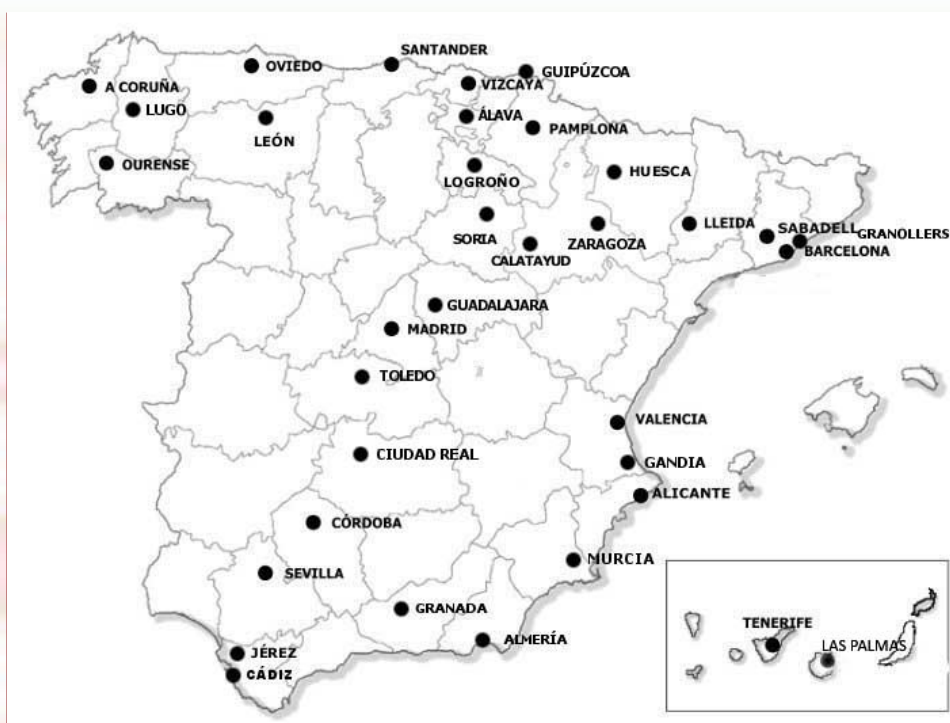 SANTANDER
OVIEDO
GUIPÚZCOA
A CORUÑA
VIZCAYA
LUGO
ÁLAVA
PAMPLONA
LEÓN
OURENSE
HUESCA
LOGROÑO
SORIA
ZARAGOZA
LLEIDA
SABADELL
GRANOLLERS
CALATAYUD
BARCELONA
GUADALAJARA
MADRID
TOLEDO
VALENCIA
CIUDAD REAL
GANDIA
ALICANTE
CÓRDOBA
MURCIA
SEVILLA
GRANADA
ALMERÍA
TENERIFE
LAS PALMAS
JÉREZ
CÁDIZ